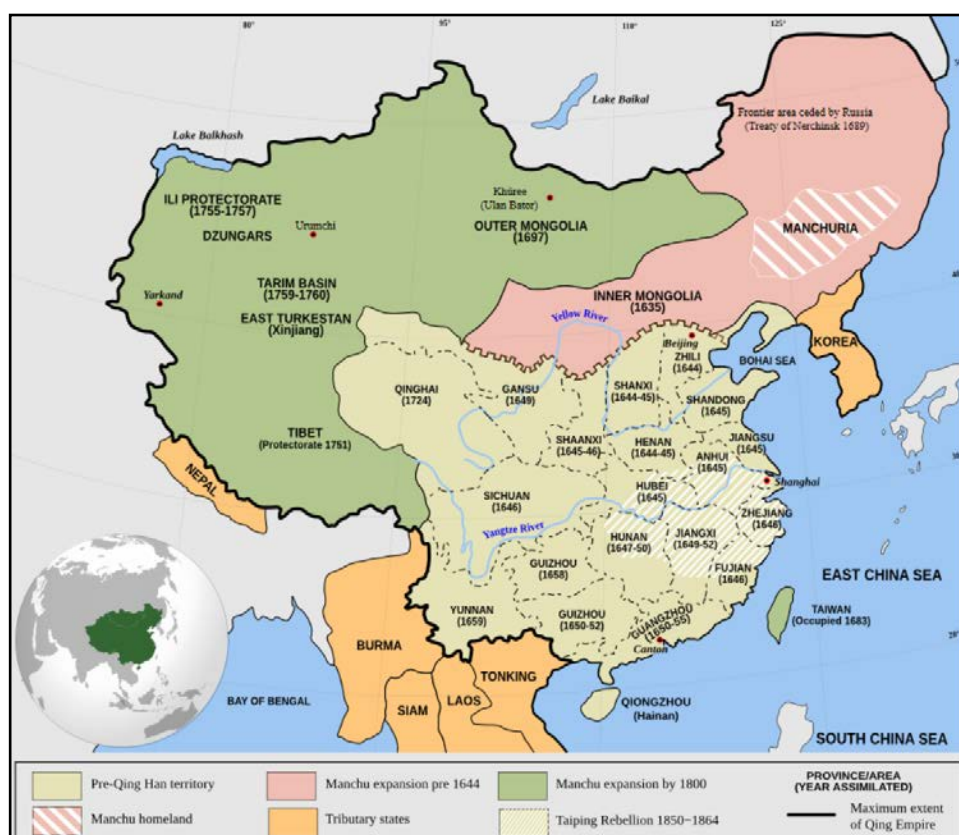 80°
95°
110°
125°
Lake Baikal
Frontier area ceded by Russia
(Treaty of Nerchinsk 1689)
Lake Balkhash
ILI PROTECTORATE
(1755-1757)
DZUNGARS
Urumchi
Khüree
(Ulan Bator)
OUTER MONGOLIA
(1697)
MANCHURIA
TARIM BASIN
(1759-1760)
Yarkand
EAST TURKESTAN
(Xinjiang)
INNER MONGOLIA
(1635)
Yellow River
Beijing
ZHILI
(1644)
KOREA
BOHAI SEA
QINGHAI
(1724)
GANSU
(1649)
SHANXI
(1644-45)
SHANDONG
(1645)
TIBET
(Protectorate 1751)
SHAANXI
(1645-46)
HENAN
(1644-45)
JIANGSU
(1645)
ANHUI
(1645)
NEPAL
SICHUAN
(1646)
HUBEI
(1645)
Shanghai
ZHEJIANG
(1646)
Yangtze River
HUNAN
(1647-50)
JIANGXI
(1649-52)
GUIZHOU
(1658)
FUJIAN
(1646)
EAST CHINA SEA
YUNNAN
(1659)
GUIZHOU
(1650-52)
GUANGZHOU
(1650-55)
Canton
TAIWAN
(Occupied 1683)
20°
BURMA
TONKING
LAOS
SIAM
BAY OF BENGAL
QIONGZHOU
(Hainan)
SOUTH CHINA SEA
Pre-Qing Han territory
Manchu expansion pre 1644
Manchu expansion by 1800
PROVINCE/AREA
(YEAR ASSIMILATED)
Manchu homeland
Tributary states
Taiping Rebellion 1850−1864
Maximum extent
of Qing Empire